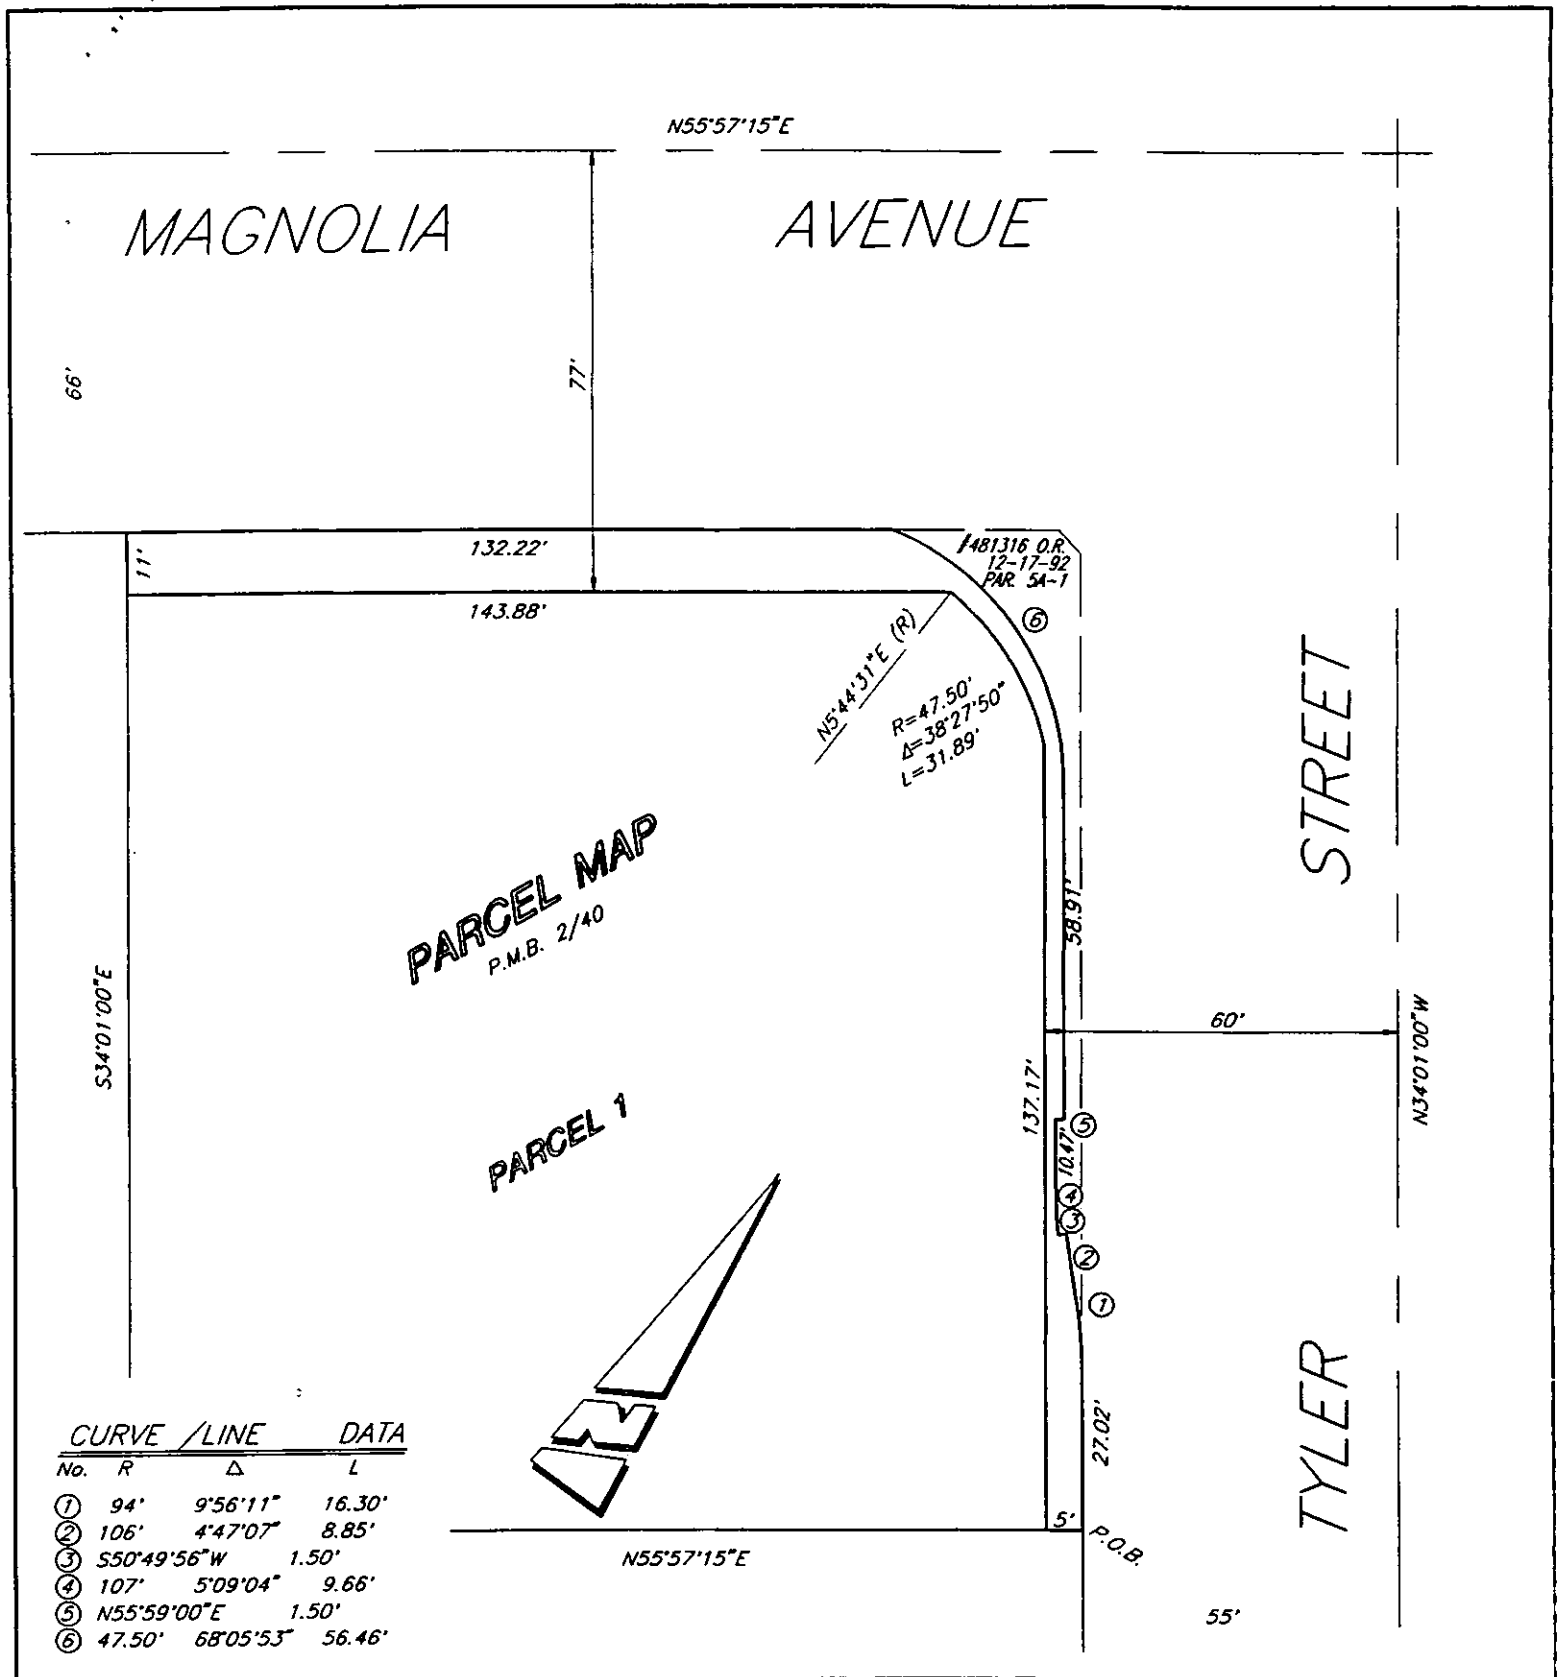 N55°57'15"E
MAGNOLIA AVENUE
66'
77'
11'
132.22'
143.88'
#481316 O.R.
12-17-92
PAR. 5A-1
6
N5°44'31"E (R)
R=47.50'
Δ=38°27'50"
L=31.89'
PARCEL MAP
P.M.B. 2/40
PARCEL 1
S34°01'00"E
58.91'
60'
137.17'
N34°01'00"W
5
10.47'
4
3
2
1
27.02'
TYLER STREET
N
5'
P.O.B.
N55°57'15"E
55'
CURVE / LINE DATA
No. R Δ L
1 94' 9°56'11" 16.30'
2 106' 4°47'07" 8.85'
3 S50°49'56"W 1.50'
4 107' 5°09'04" 9.66'
5 N55°59'00"E 1.50'
6 47.50' 68°05'53" 56.46'